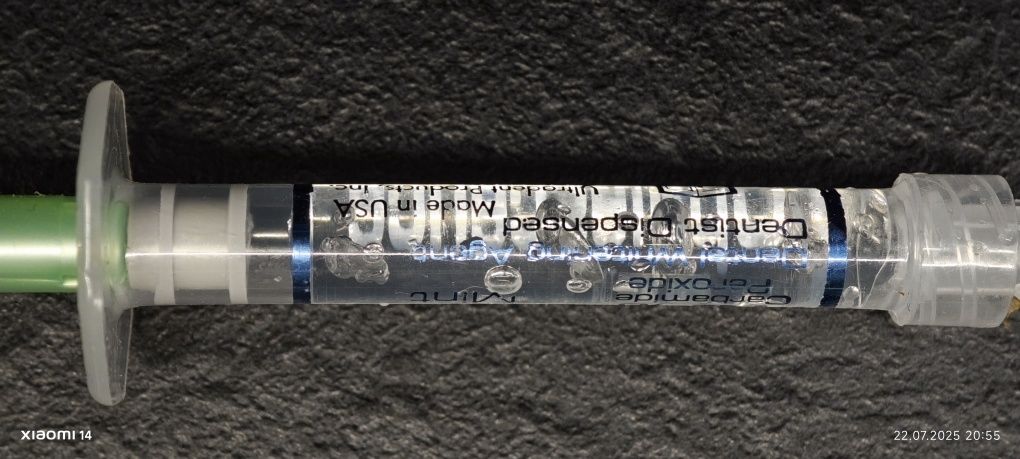 Carbamide
Peroxide
Mint
Dental Whitening Agent
Dentist Dispensed
Made in USA
Ultradent Products, Inc.
XIAOMI 14
22.07.2025 20:55